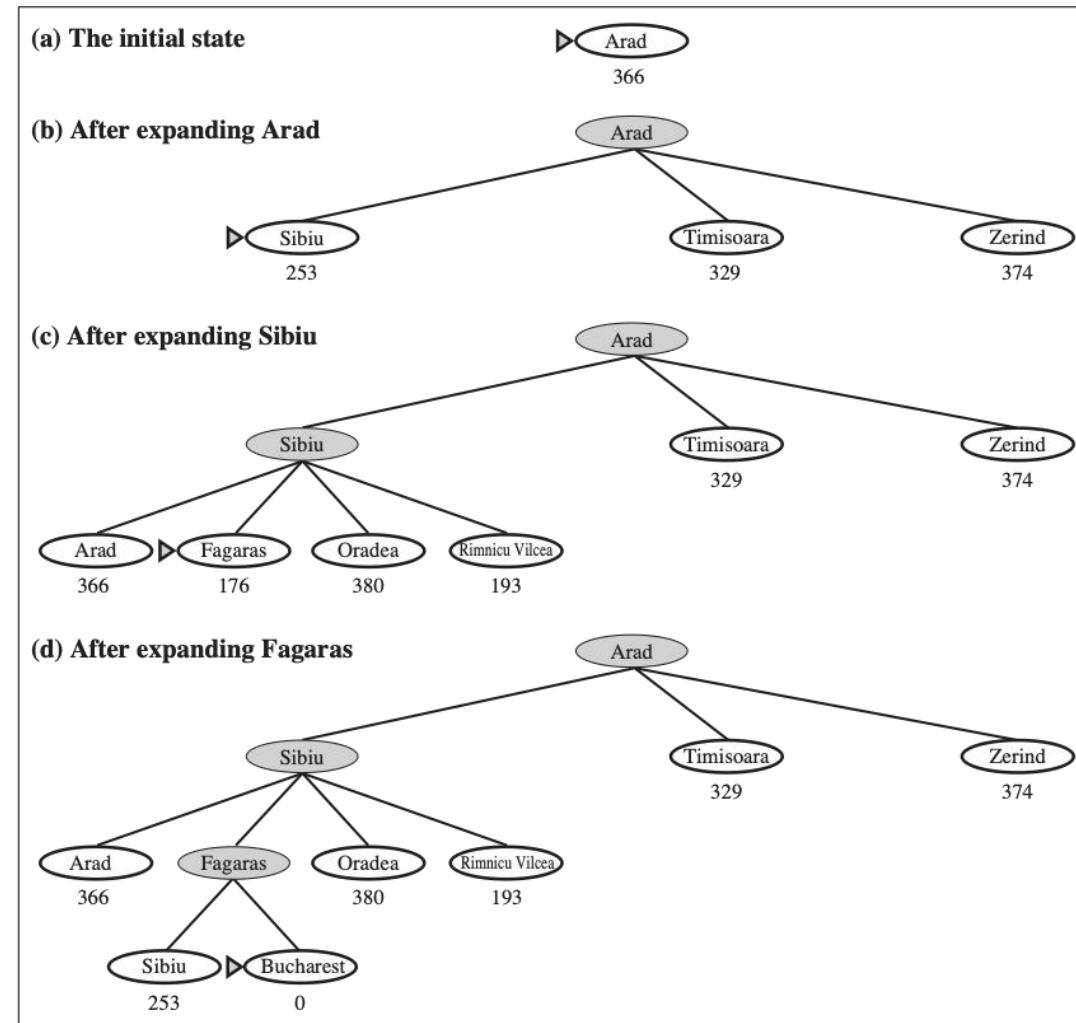 (a) The initial state
Arad
366
(b) After expanding Arad
Arad
Sibiu
Timisoara
Zerind
253
329
374
(c) After expanding Sibiu
Arad
Sibiu
Timisoara
Zerind
329
374
Arad
Fagaras
Oradea
Rimnicu Vilcea
366
176
380
193
(d) After expanding Fagaras
Arad
Sibiu
Timisoara
Zerind
329
374
Arad
Fagaras
Oradea
Rimnicu Vilcea
366
380
193
Sibiu
Bucharest
253
0